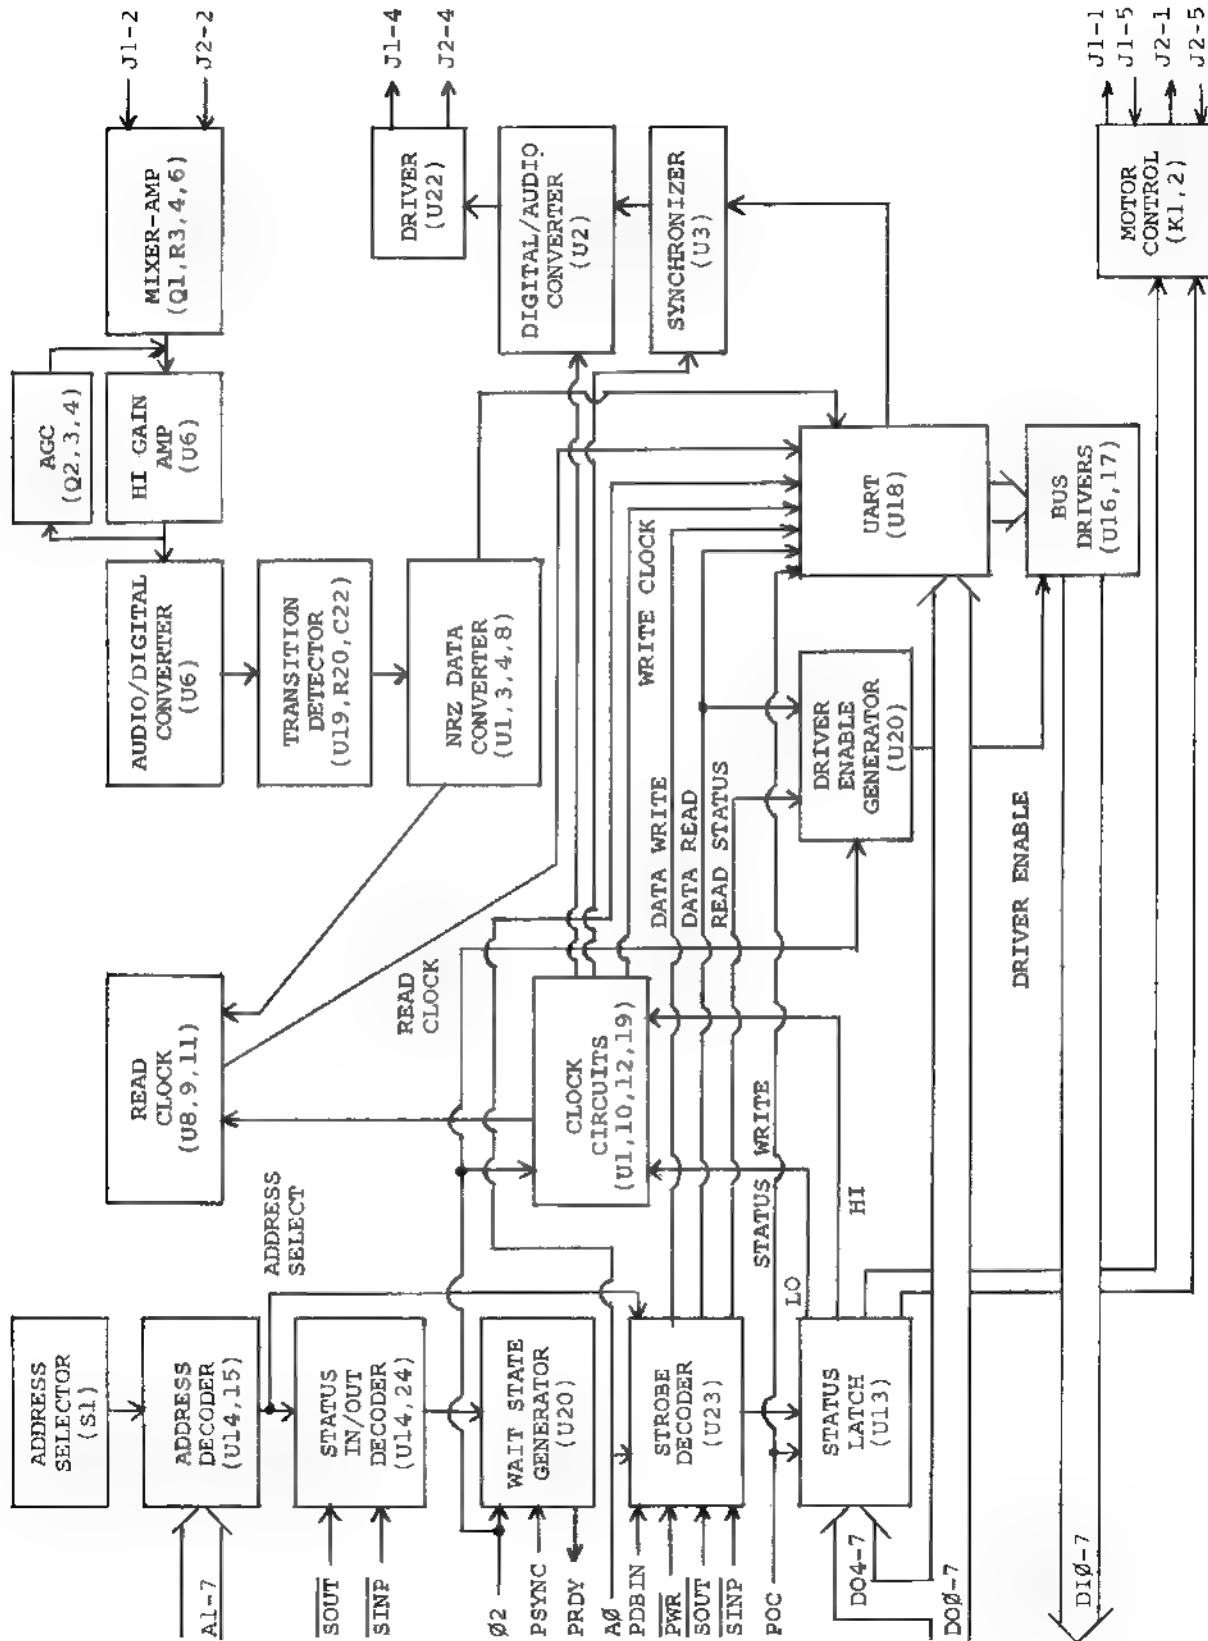 ADDRESS
SELECTOR
(S1)
A1-7
ADDRESS
DECODER
(U14,15)
ADDRESS
SELECT
SOUT
SINP
STATUS
IN/OUT
DECODER
(U14,24)
Ø2
PSYNC
PRDY
WAIT STATE
GENERATOR
(U20)
AØ
PDBIN
PWR
SOUT
SINP
STROBE
DECODER
(U23)
POC
STATUS
LATCH
(U13)
DO4-7
DOØ-7
DIØ-7
LO
HI
STATUS WRITE
READ
CLOCK
(U8,9,11)
READ
CLOCK
CLOCK
CIRCUITS
(U1,10,12,19)
DATA WRITE
DATA READ
READ STATUS
WRITE CLOCK
DRIVER
ENABLE
GENERATOR
(U20)
DRIVER ENABLE
AUDIO/DIGITAL
CONVERTER
(U6)
TRANSITION
DETECTOR
(U19,R20,C22)
NRZ DATA
CONVERTER
(U1,3,4,8)
AGC
(Q2,3,4)
HI GAIN
AMP
(U6)
MIXER-AMP
(Q1,R3,4,6)
J1-2
J2-2
DRIVER
(U22)
J1-4
J2-4
DIGITAL/AUDIO
CONVERTER
(U2)
SYNCHRONIZER
(U3)
UART
(U18)
BUS
DRIVERS
(U16,17)
MOTOR
CONTROL
(K1,2)
J1-1
J1-5
J2-1
J2-5